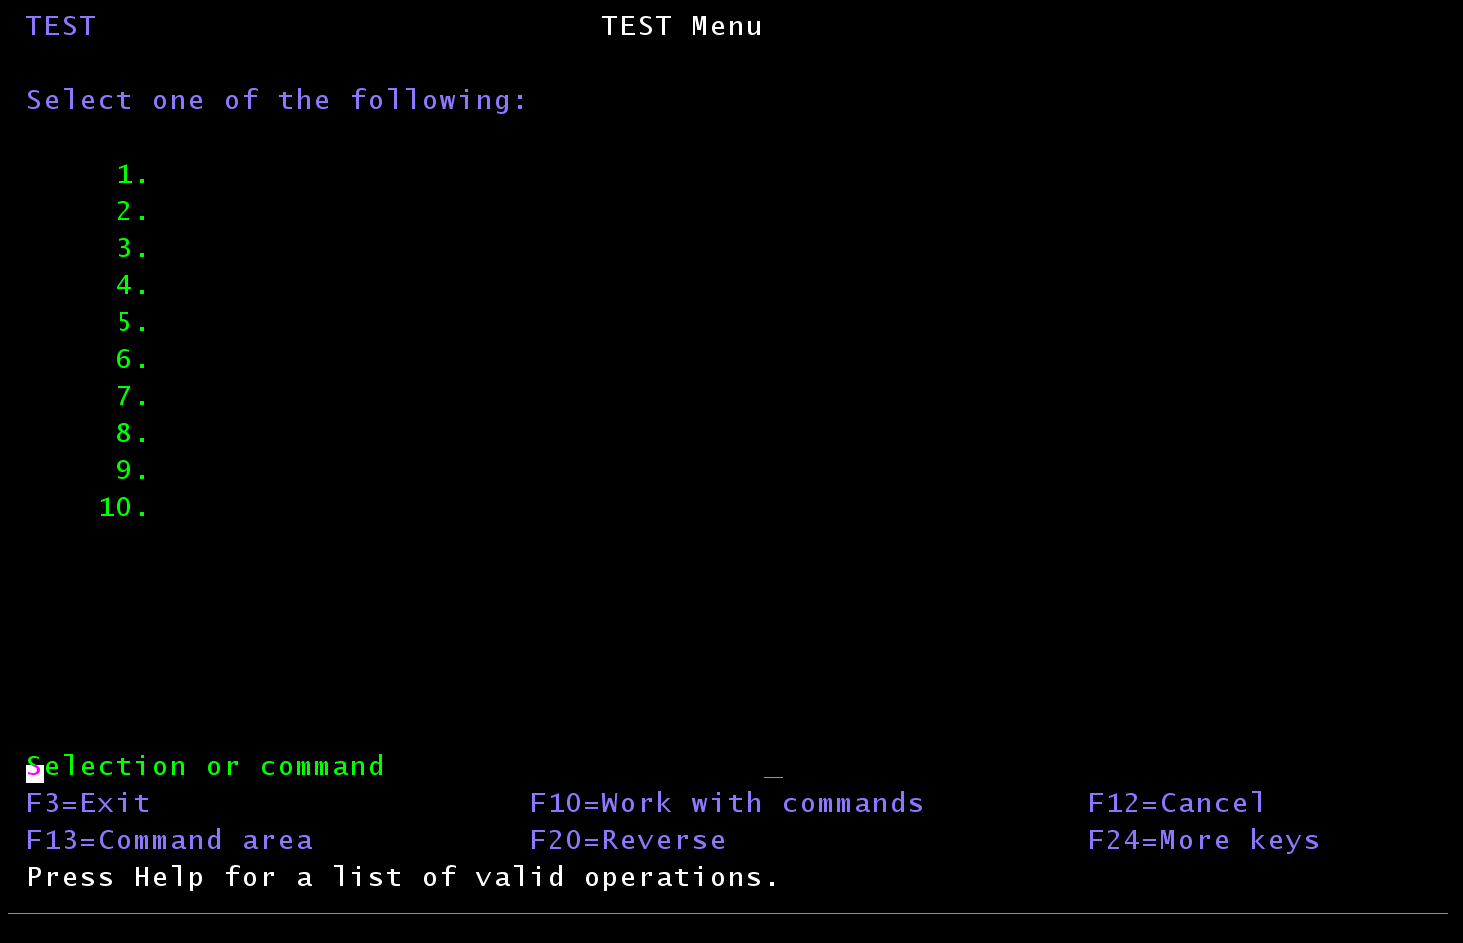 TEST TEST Menu
Select one of the following:
1.
2.
3.
4.
5.
6.
7.
8.
9.
10.
Selection or command _
F3=Exit F10=Work with commands F12=Cancel
F13=Command area F20=Reverse F24=More keys
Press Help for a list of valid operations.